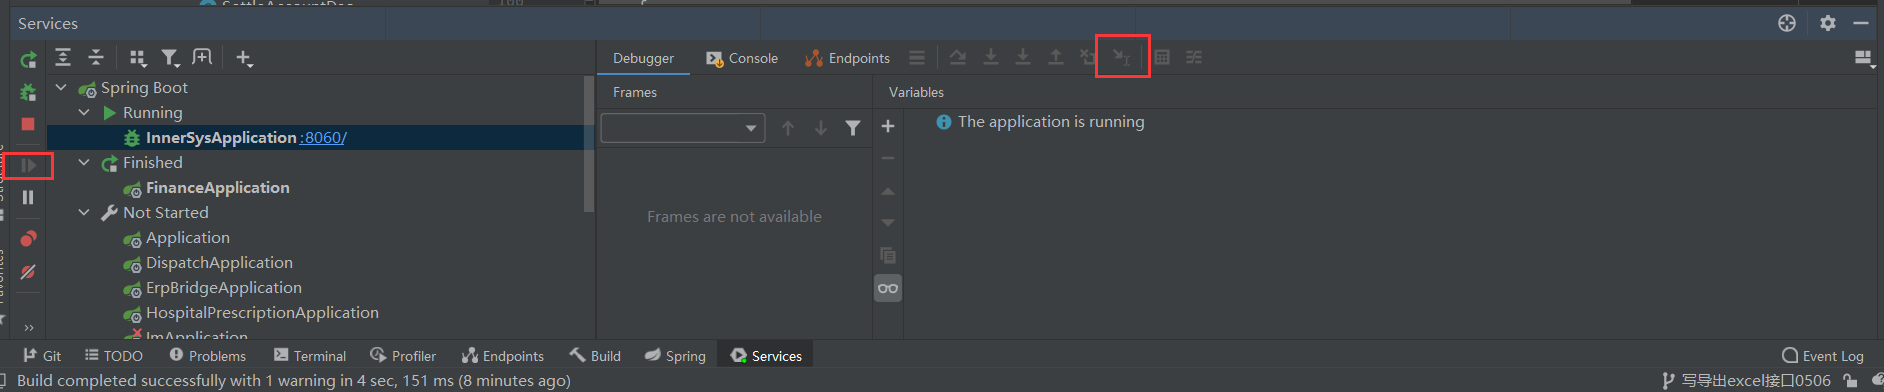 SettleAccountDec
Services
Debugger
Console
Endpoints
Spring Boot
Running
InnerSysApplication :8060/
Finished
FinanceApplication
Not Started
Application
DispatchApplication
ErpBridgeApplication
HospitalPrescriptionApplication
ImApplication
Frames
Variables
The application is running
Frames are not available
Favorites
Git
TODO
Problems
Terminal
Profiler
Endpoints
Build
Spring
Services
Event Log
Build completed successfully with 1 warning in 4 sec, 151 ms (8 minutes ago)
写导出excel接口0506